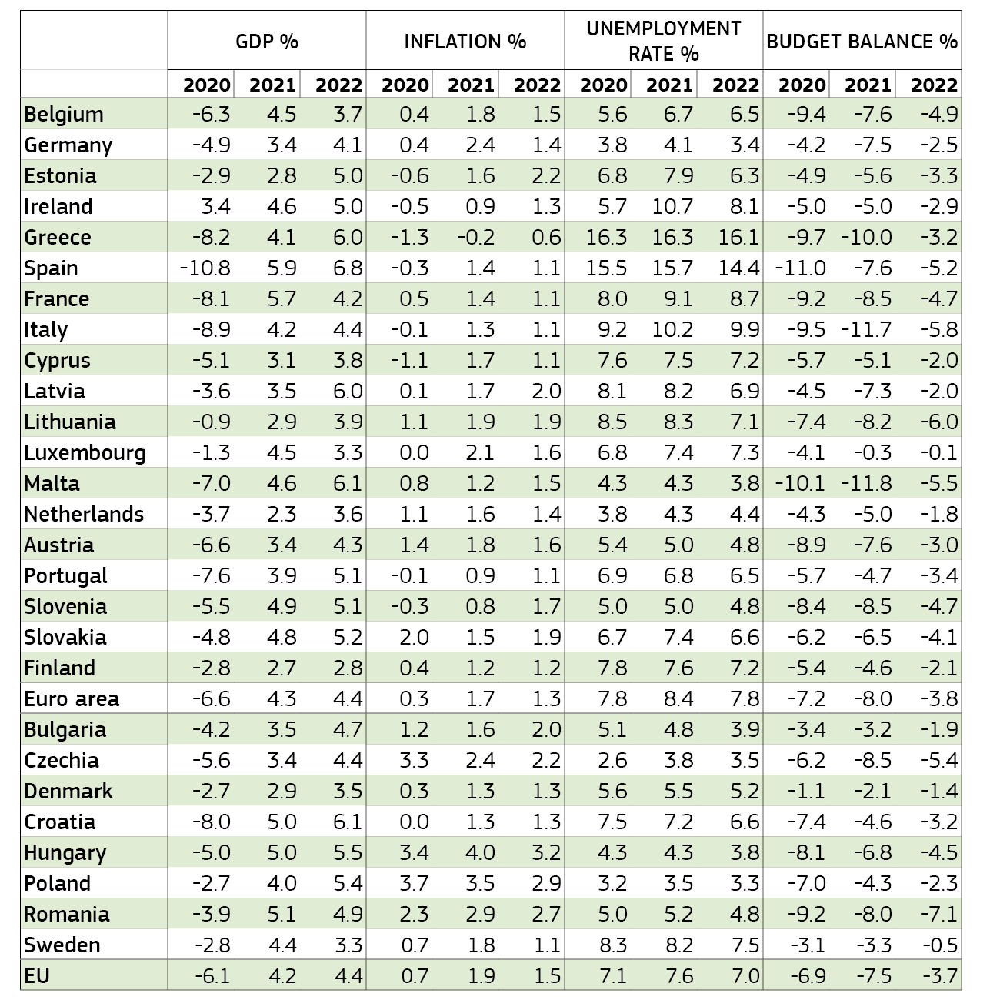 GDP % INFLATION % UNEMPLOYMENT RATE % BUDGET BALANCE %
2020 2021 2022 2020 2021 2022 2020 2021 2022 2020 2021 2022
Belgium -6.3 4.5 3.7 0.4 1.8 1.5 5.6 6.7 6.5 -9.4 -7.6 -4.9
Germany -4.9 3.4 4.1 0.4 2.4 1.4 3.8 4.1 3.4 -4.2 -7.5 -2.5
Estonia -2.9 2.8 5.0 -0.6 1.6 2.2 6.8 7.9 6.3 -4.9 -5.6 -3.3
Ireland 3.4 4.6 5.0 -0.5 0.9 1.3 5.7 10.7 8.1 -5.0 -5.0 -2.9
Greece -8.2 4.1 6.0 -1.3 -0.2 0.6 16.3 16.3 16.1 -9.7 -10.0 -3.2
Spain -10.8 5.9 6.8 -0.3 1.4 1.1 15.5 15.7 14.4 -11.0 -7.6 -5.2
France -8.1 5.7 4.2 0.5 1.4 1.1 8.0 9.1 8.7 -9.2 -8.5 -4.7
Italy -8.9 4.2 4.4 -0.1 1.3 1.1 9.2 10.2 9.9 -9.5 -11.7 -5.8
Cyprus -5.1 3.1 3.8 -1.1 1.7 1.1 7.6 7.5 7.2 -5.7 -5.1 -2.0
Latvia -3.6 3.5 6.0 0.1 1.7 2.0 8.1 8.2 6.9 -4.5 -7.3 -2.0
Lithuania -0.9 2.9 3.9 1.1 1.9 1.9 8.5 8.3 7.1 -7.4 -8.2 -6.0
Luxembourg -1.3 4.5 3.3 0.0 2.1 1.6 6.8 7.4 7.3 -4.1 -0.3 -0.1
Malta -7.0 4.6 6.1 0.8 1.2 1.5 4.3 4.3 3.8 -10.1 -11.8 -5.5
Netherlands -3.7 2.3 3.6 1.1 1.6 1.4 3.8 4.3 4.4 -4.3 -5.0 -1.8
Austria -6.6 3.4 4.3 1.4 1.8 1.6 5.4 5.0 4.8 -8.9 -7.6 -3.0
Portugal -7.6 3.9 5.1 -0.1 0.9 1.1 6.9 6.8 6.5 -5.7 -4.7 -3.4
Slovenia -5.5 4.9 5.1 -0.3 0.8 1.7 5.0 5.0 4.8 -8.4 -8.5 -4.7
Slovakia -4.8 4.8 5.2 2.0 1.5 1.9 6.7 7.4 6.6 -6.2 -6.5 -4.1
Finland -2.8 2.7 2.8 0.4 1.2 1.2 7.8 7.6 7.2 -5.4 -4.6 -2.1
Euro area -6.6 4.3 4.4 0.3 1.7 1.3 7.8 8.4 7.8 -7.2 -8.0 -3.8
Bulgaria -4.2 3.5 4.7 1.2 1.6 2.0 5.1 4.8 3.9 -3.4 -3.2 -1.9
Czechia -5.6 3.4 4.4 3.3 2.4 2.2 2.6 3.8 3.5 -6.2 -8.5 -5.4
Denmark -2.7 2.9 3.5 0.3 1.3 1.3 5.6 5.5 5.2 -1.1 -2.1 -1.4
Croatia -8.0 5.0 6.1 0.0 1.3 1.3 7.5 7.2 6.6 -7.4 -4.6 -3.2
Hungary -5.0 5.0 5.5 3.4 4.0 3.2 4.3 4.3 3.8 -8.1 -6.8 -4.5
Poland -2.7 4.0 5.4 3.7 3.5 2.9 3.2 3.5 3.3 -7.0 -4.3 -2.3
Romania -3.9 5.1 4.9 2.3 2.9 2.7 5.0 5.2 4.8 -9.2 -8.0 -7.1
Sweden -2.8 4.4 3.3 0.7 1.8 1.1 8.3 8.2 7.5 -3.1 -3.3 -0.5
EU -6.1 4.2 4.4 0.7 1.9 1.5 7.1 7.6 7.0 -6.9 -7.5 -3.7